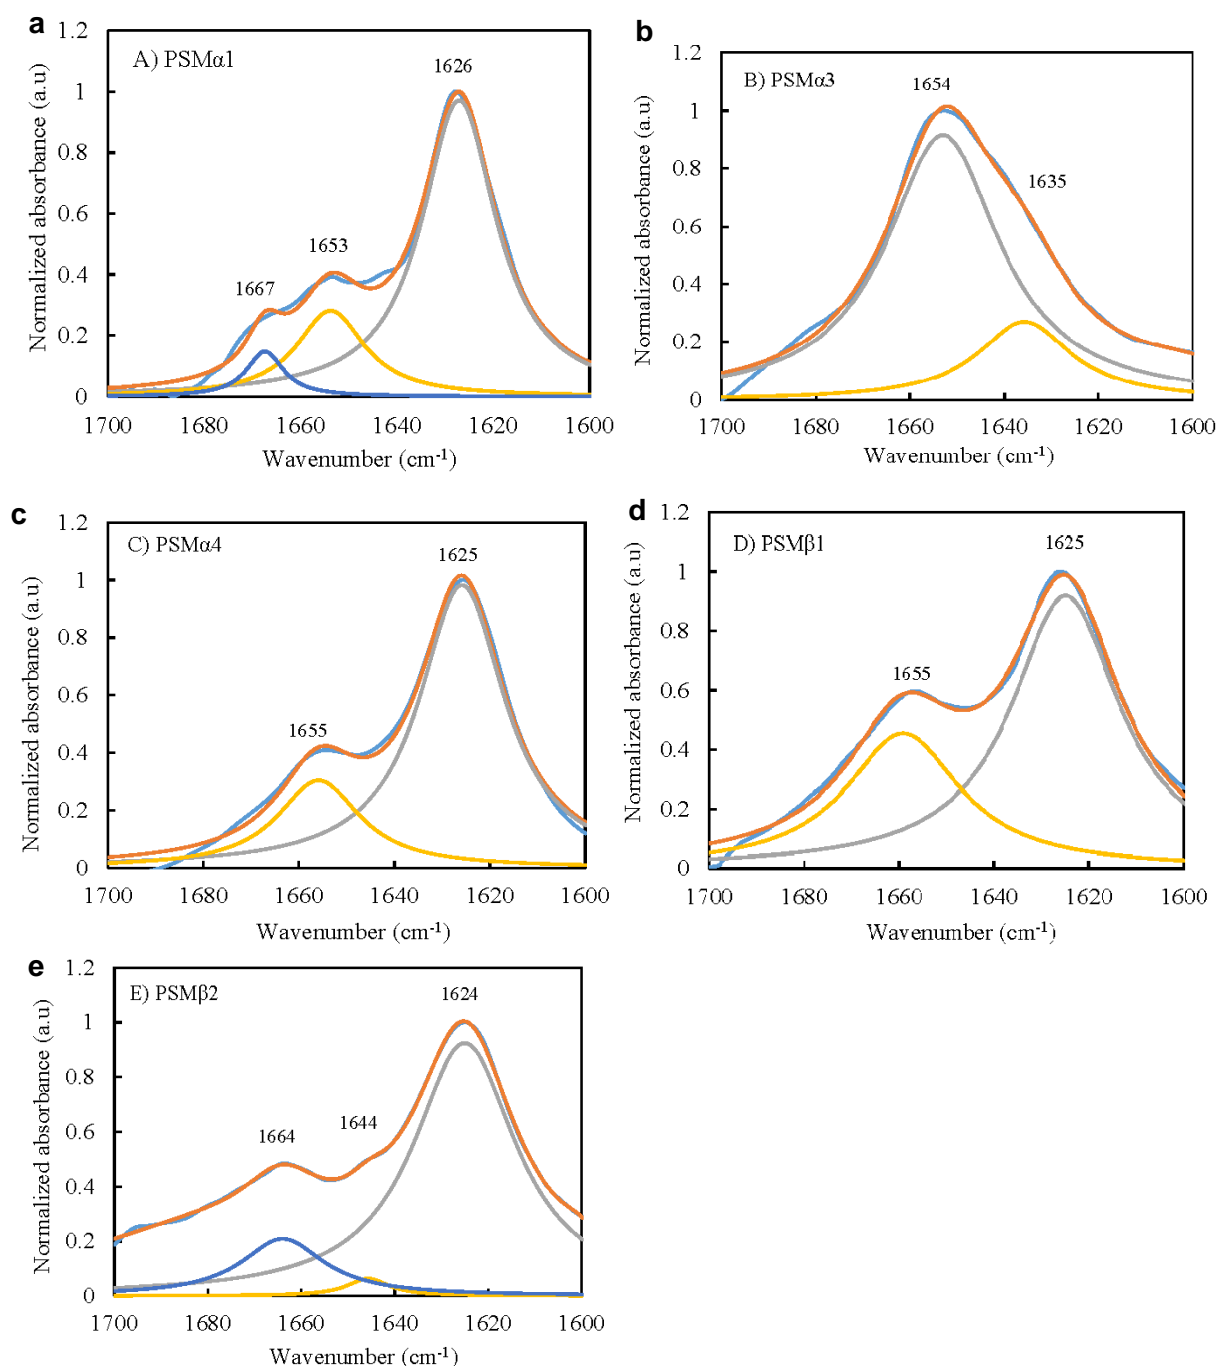 a
A) PSMα1
1626
1653
1667
Normalized absorbance (a.u)
1.2
1
0.8
0.6
0.4
0.2
0
1700 1680 1660 1640 1620 1600
Wavenumber (cm-1)
b
B) PSMα3
1654
1635
Normalized absorbance (a.u)
1.2
1
0.8
0.6
0.4
0.2
0
1700 1680 1660 1640 1620 1600
Wavenumber (cm-1)
c
C) PSMα4
1625
1655
Normalized absorbance (a.u)
1.2
1
0.8
0.6
0.4
0.2
0
1700 1680 1660 1640 1620 1600
Wavenumber (cm-1)
d
D) PSMβ1
1625
1655
Normalized absorbance (a.u)
1.2
1
0.8
0.6
0.4
0.2
0
1700 1680 1660 1640 1620 1600
Wavenumber (cm-1)
e
E) PSMβ2
1624
1644
1664
Normalized absorbance (a.u)
1.2
1
0.8
0.6
0.4
0.2
0
1700 1680 1660 1640 1620 1600
Wavenumber (cm-1)